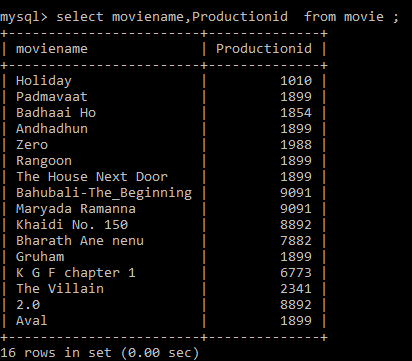 mysql> select moviename,Productionid  from movie ;
+-----------------------+--------------+
| moviename             | Productionid |
+-----------------------+--------------+
| Holiday               |         1010 |
| Padmavaat             |         1899 |
| Badhaai Ho            |         1854 |
| Andhadhun             |         1899 |
| Zero                  |         1988 |
| Rangoon               |         1899 |
| The House Next Door   |         1899 |
| Bahubali-The_Beginning |         9091 |
| Maryada Ramanna       |         9091 |
| Khaidi No. 150        |         8892 |
| Bharath Ane nenu      |         7882 |
| Gruham                |         1899 |
| K G F chapter 1       |         6773 |
| The Villain           |         2341 |
| 2.0                   |         8892 |
| Aval                  |         1899 |
+-----------------------+--------------+
16 rows in set (0.00 sec)